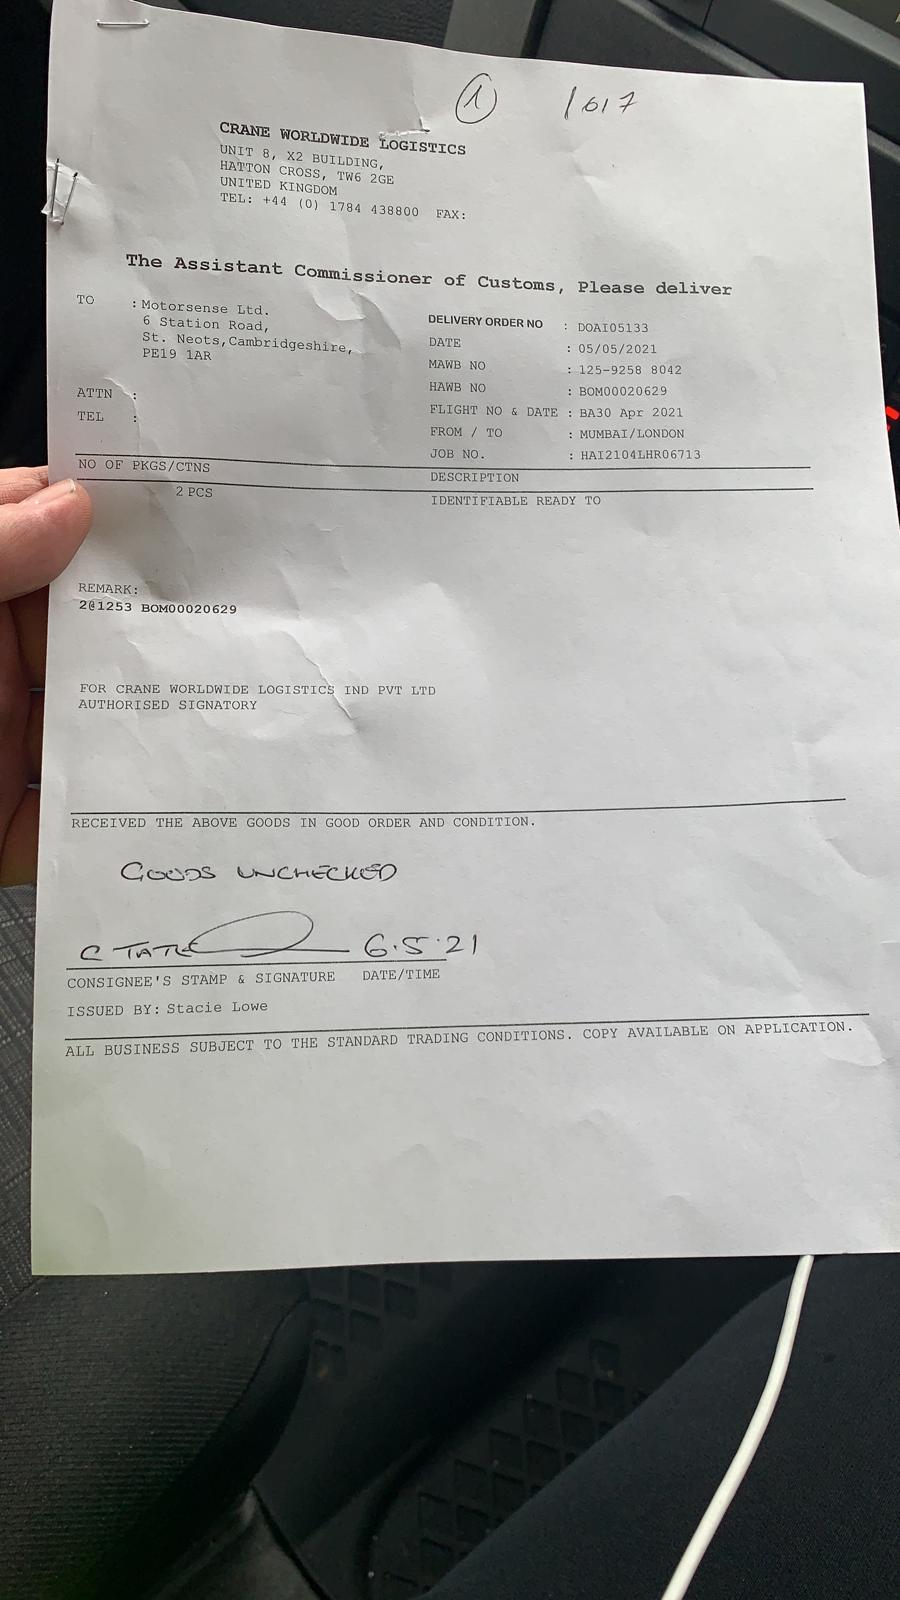 1 1617
CRANE WORLDWIDE LOGISTICS
UNIT 8, X2 BUILDING,
HATTON CROSS, TW6 2GE
UNITED KINGDOM
TEL: +44 (0) 1784 438800 FAX:
The Assistant Commissioner of Customs, Please deliver
TO : Motorsense Ltd.
6 Station Road,
St. Neots,Cambridgeshire,
PE19 1AR
ATTN :
TEL :
DELIVERY ORDER NO : DOAI05133
DATE : 05/05/2021
MAWB NO : 125-9258 8042
HAWB NO : BOM00020629
FLIGHT NO & DATE : BA30 Apr 2021
FROM / TO : MUMBAI/LONDON
JOB NO. : HAI2104LHR06713
NO OF PKGS/CTNS DESCRIPTION
2 PCS IDENTIFIABLE READY TO
REMARK:
2@1253 BOM00020629
FOR CRANE WORLDWIDE LOGISTICS IND PVT LTD
AUTHORISED SIGNATORY
RECEIVED THE ABOVE GOODS IN GOOD ORDER AND CONDITION.
GOODS UNCHECKED
C TATE 6.5.21
CONSIGNEE'S STAMP & SIGNATURE DATE/TIME
ISSUED BY: Stacie Lowe
ALL BUSINESS SUBJECT TO THE STANDARD TRADING CONDITIONS. COPY AVAILABLE ON APPLICATION.